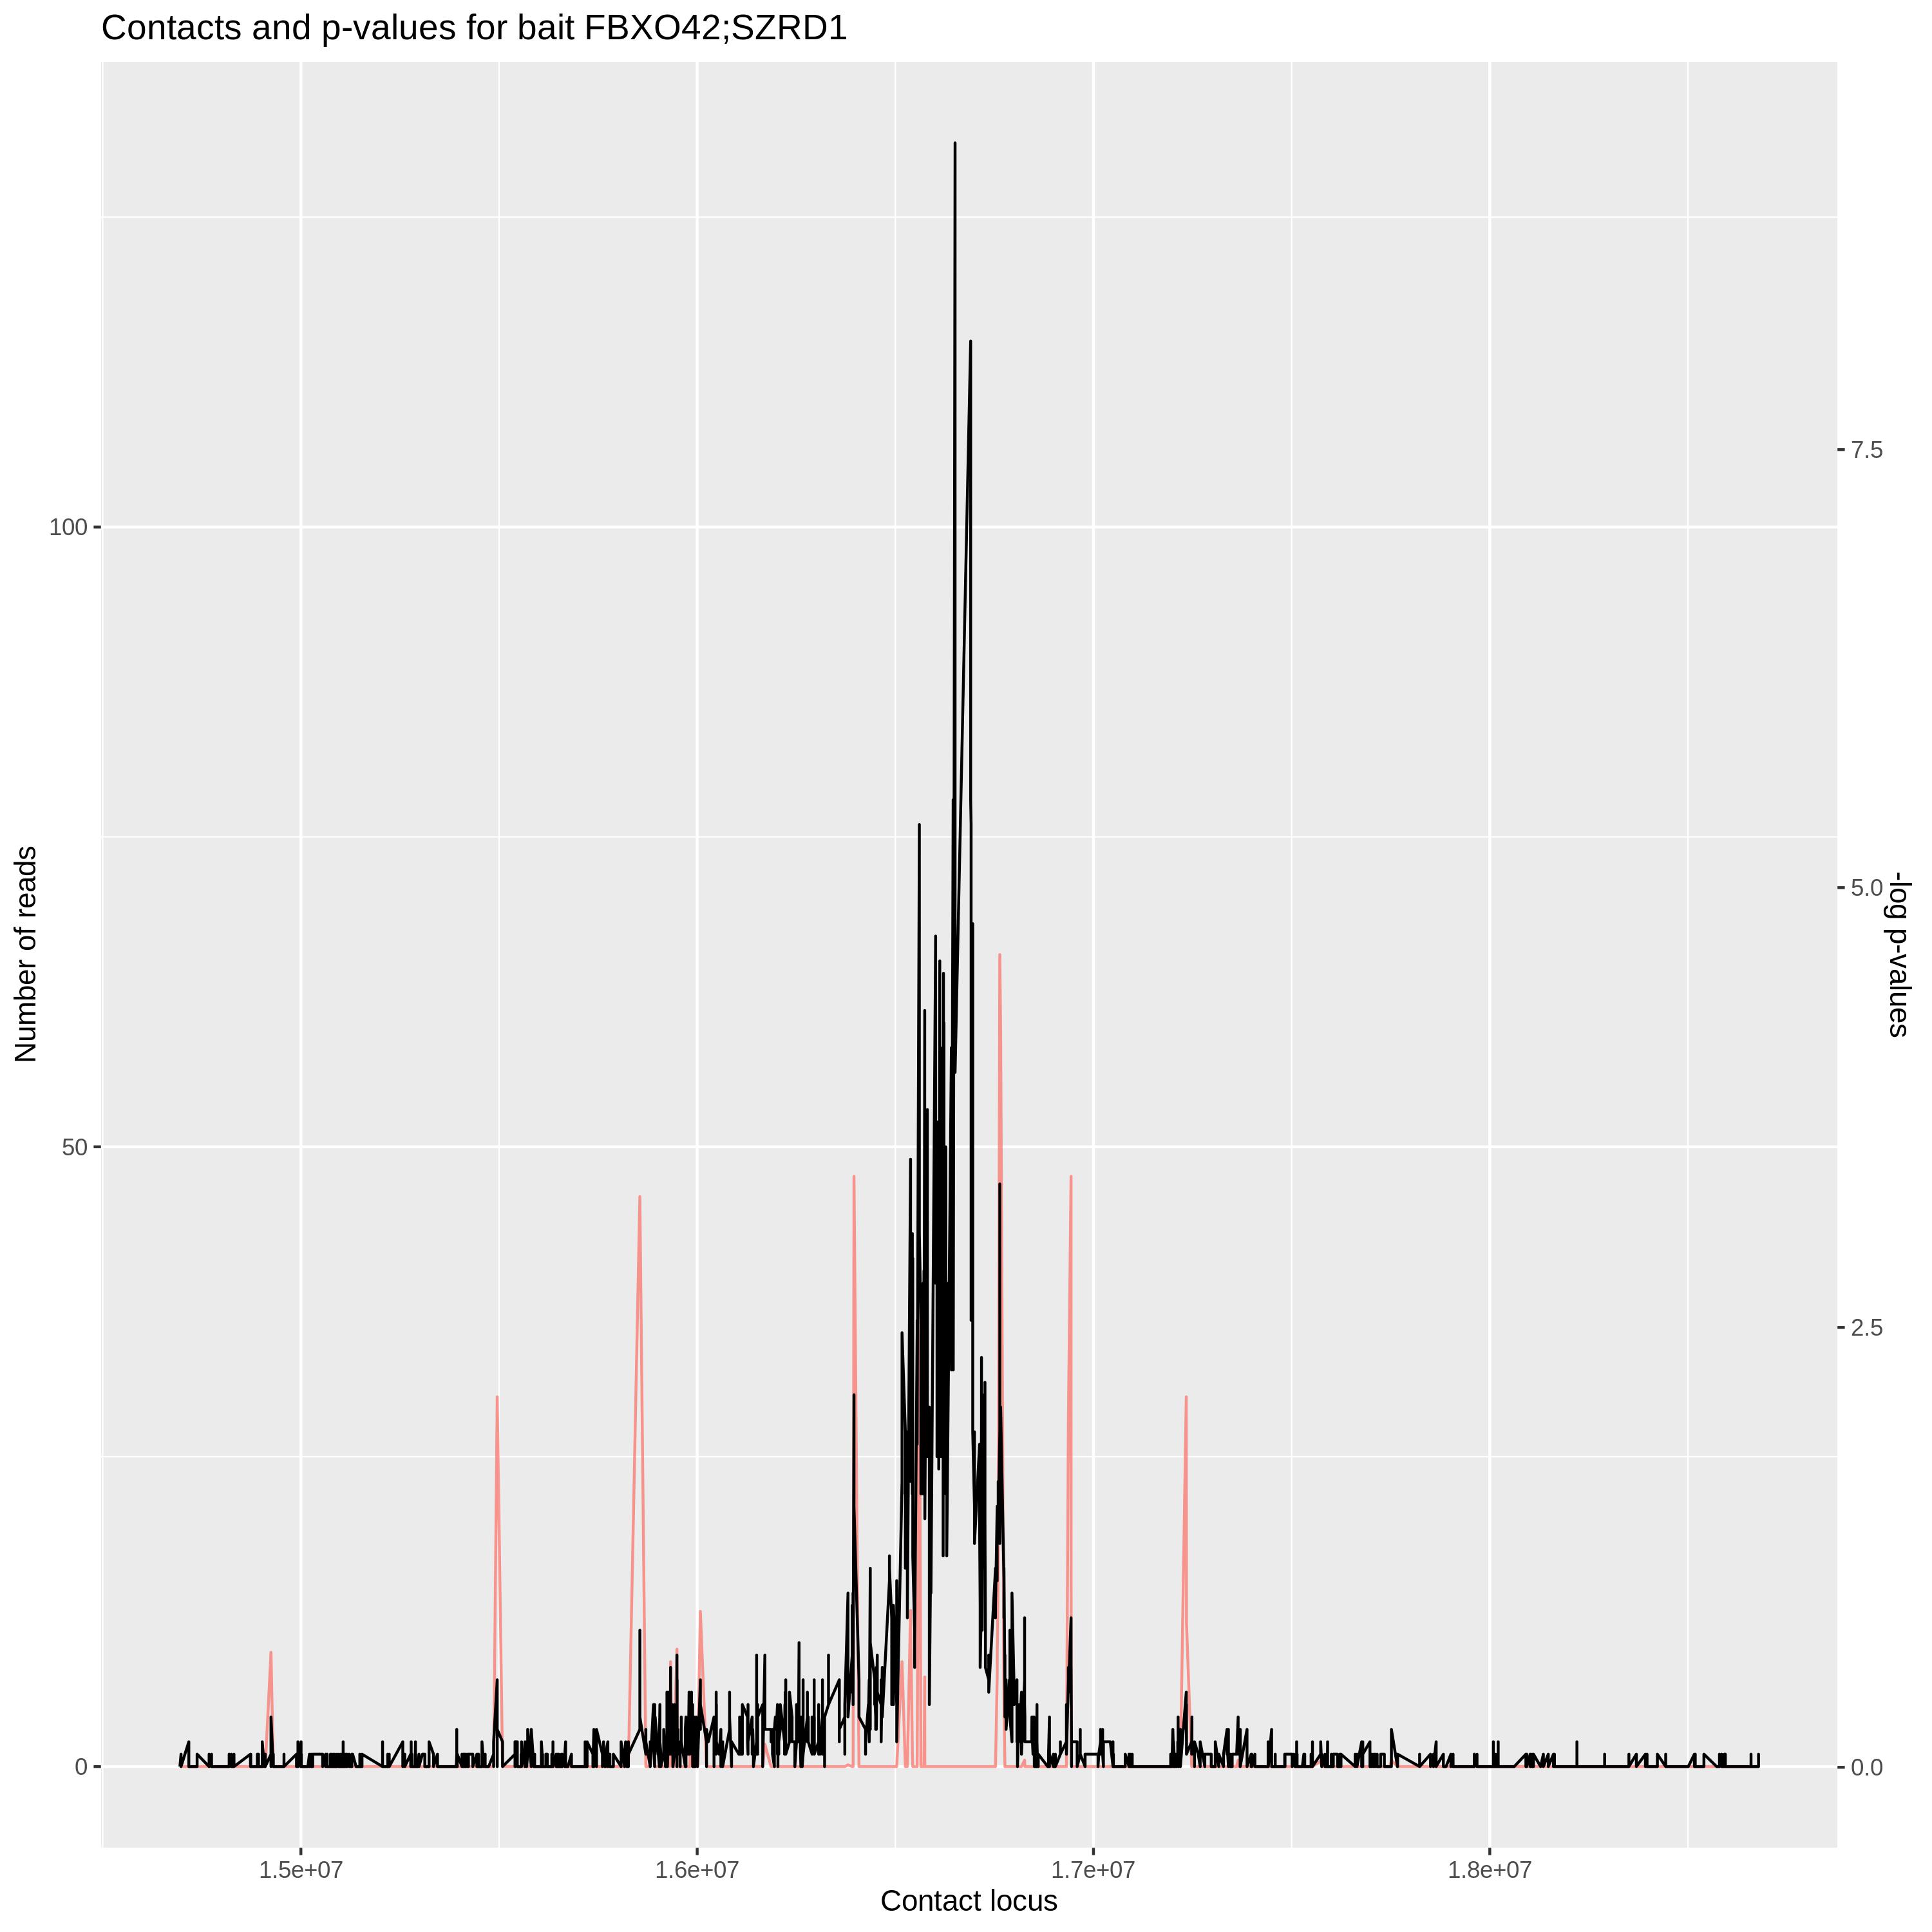 Contacts and p-values for bait FBXO42;SZRD1
100
50
0
Number of reads
7.5
5.0
2.5
0.0
-log p-values
1.5e+07
1.6e+07
1.7e+07
1.8e+07
Contact locus